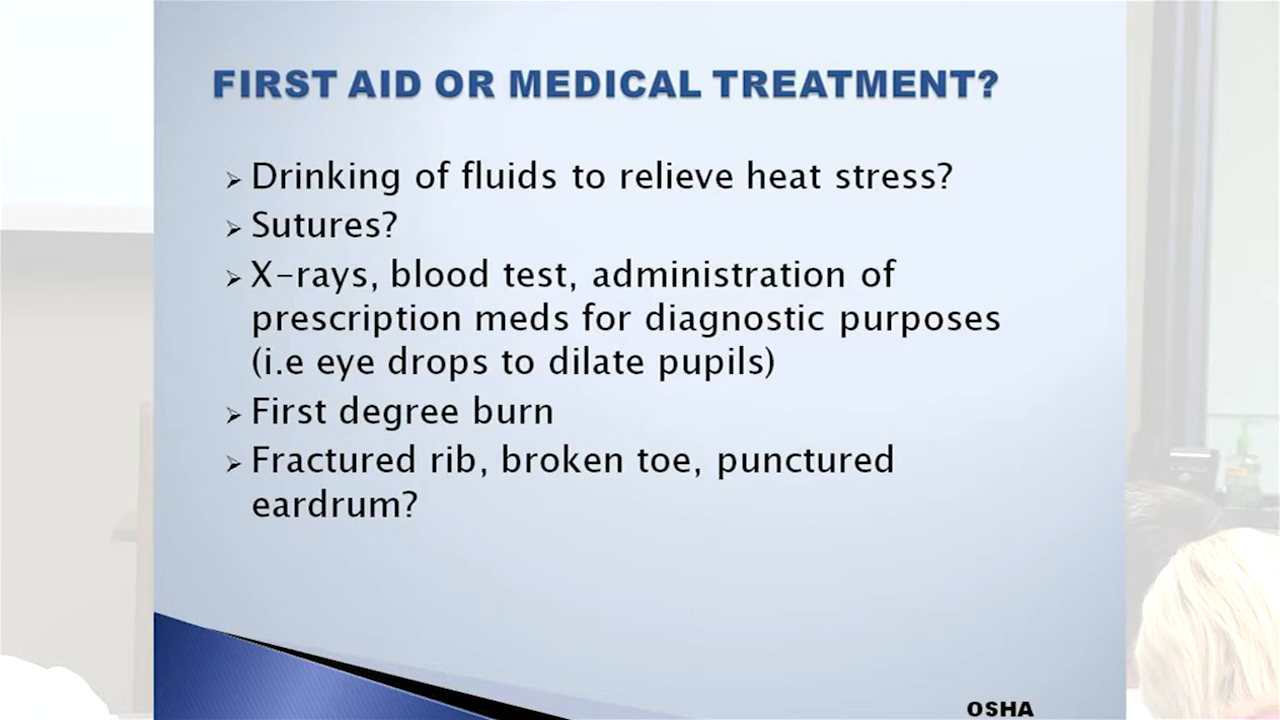 FIRST AID OR MEDICAL TREATMENT?
Drinking of fluids to relieve heat stress?
Sutures?
X-rays, blood test, administration of
prescription meds for diagnostic purposes
(i.e eye drops to dilate pupils)
First degree burn
Fractured rib, broken toe, punctured
eardrum?
OSHA